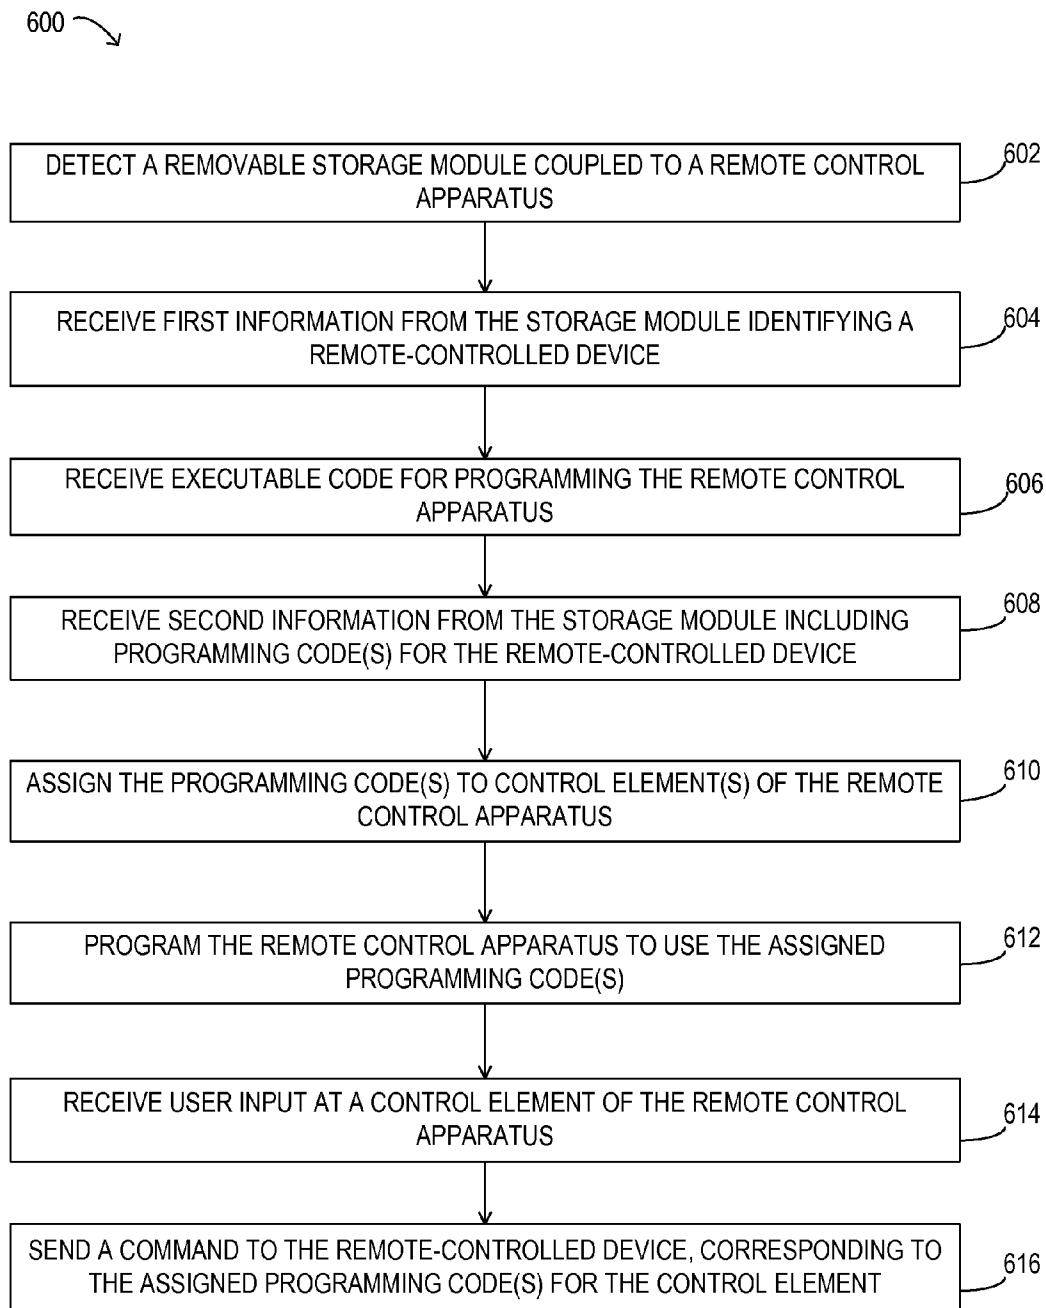 600
DETECT A REMOVABLE STORAGE MODULE COUPLED TO A REMOTE CONTROL
APPARATUS
602
RECEIVE FIRST INFORMATION FROM THE STORAGE MODULE IDENTIFYING A
REMOTE-CONTROLLED DEVICE
604
RECEIVE EXECUTABLE CODE FOR PROGRAMMING THE REMOTE CONTROL
APPARATUS
606
RECEIVE SECOND INFORMATION FROM THE STORAGE MODULE INCLUDING
PROGRAMMING CODE(S) FOR THE REMOTE-CONTROLLED DEVICE
608
ASSIGN THE PROGRAMMING CODE(S) TO CONTROL ELEMENT(S) OF THE REMOTE
CONTROL APPARATUS
610
PROGRAM THE REMOTE CONTROL APPARATUS TO USE THE ASSIGNED
PROGRAMMING CODE(S)
612
RECEIVE USER INPUT AT A CONTROL ELEMENT OF THE REMOTE CONTROL
APPARATUS
614
SEND A COMMAND TO THE REMOTE-CONTROLLED DEVICE, CORRESPONDING TO
THE ASSIGNED PROGRAMMING CODE(S) FOR THE CONTROL ELEMENT
616